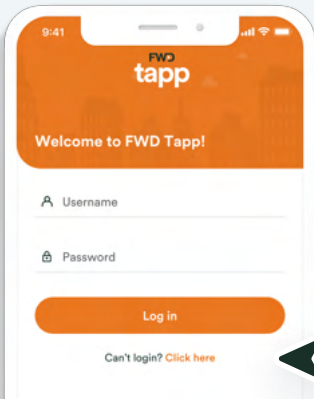 9:41
FWD
tapp
Welcome to FWD Tapp!
Username
Password
Log in
Can't login? Click here